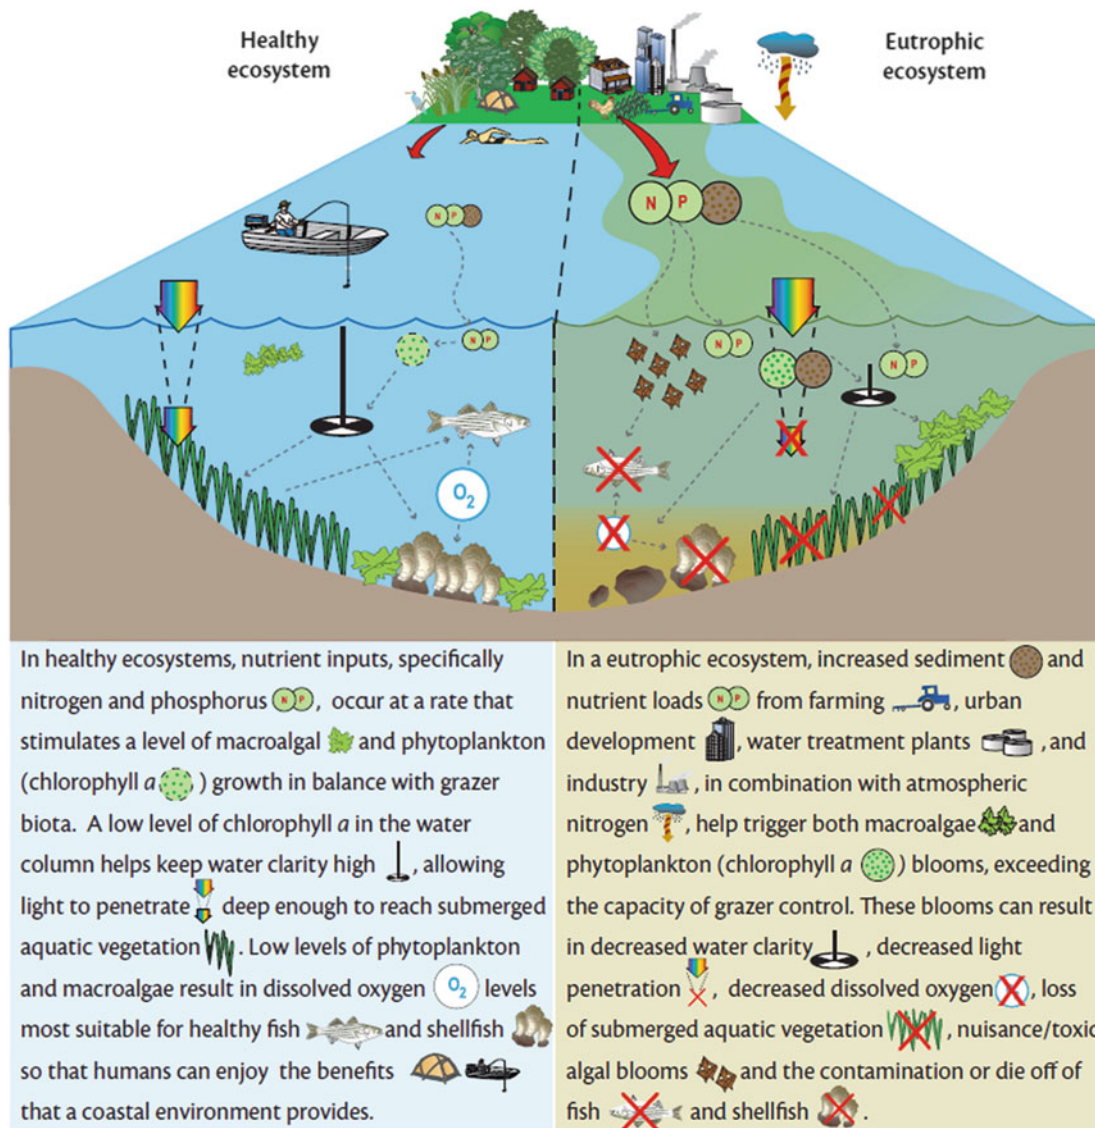 Healthy
ecosystem
Eutrophic
ecosystem
N P
N P
N P
N P
N P
O2
In healthy ecosystems, nutrient inputs, specifically
nitrogen and phosphorus N P , occur at a rate that
stimulates a level of macroalgal and phytoplankton
(chlorophyll a ) growth in balance with grazer
biota. A low level of chlorophyll a in the water
column helps keep water clarity high , allowing
light to penetrate deep enough to reach submerged
aquatic vegetation . Low levels of phytoplankton
and macroalgae result in dissolved oxygen O2 levels
most suitable for healthy fish and shellfish
so that humans can enjoy the benefits
that a coastal environment provides.
In a eutrophic ecosystem, increased sediment and
nutrient loads N P from farming , urban
development , water treatment plants , and
industry , in combination with atmospheric
nitrogen , help trigger both macroalgae and
phytoplankton (chlorophyll a ) blooms, exceeding
the capacity of grazer control. These blooms can result
in decreased water clarity , decreased light
penetration , decreased dissolved oxygen , loss
of submerged aquatic vegetation , nuisance/toxic
algal blooms and the contamination or die off of
fish and shellfish .